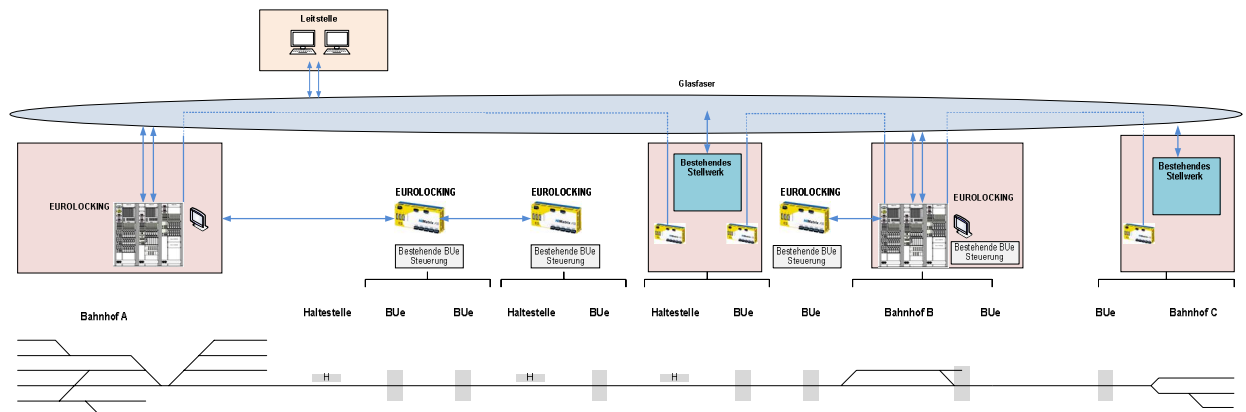 Leitstelle
Glasfaser
EUROLOCKING
EUROLOCKING
EUROLOCKING
Bestehendes
Stellwerk
EUROLOCKING
EUROLOCKING
Bestehendes
Stellwerk
Bestehende BUe
Steuerung
Bestehende BUe
Steuerung
Bestehende BUe
Steuerung
Bestehende BUe
Steuerung
Bahnhof A
Haltestelle
BUe
BUe
Haltestelle
BUe
Haltestelle
BUe
BUe
Bahnhof B
BUe
BUe
Bahnhof C
H
H
H